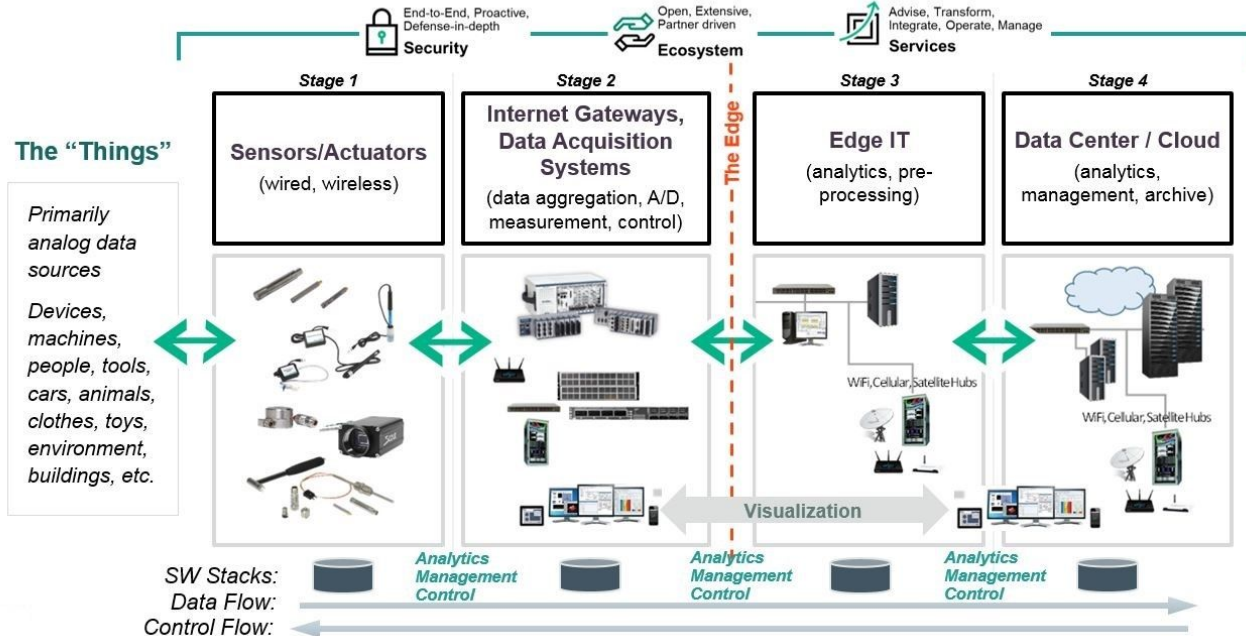 End-to-End, Proactive,
Defense-in-depth
Security
Open, Extensive,
Partner driven
Ecosystem
Advise, Transform,
Integrate, Operate, Manage
Services
Stage 1
Stage 2
Stage 3
Stage 4
The “Things”
Primarily
analog data
sources
Devices,
machines,
people, tools,
cars, animals,
clothes, toys,
environment,
buildings, etc.
Sensors/Actuators
(wired, wireless)
Internet Gateways,
Data Acquisition
Systems
(data aggregation, A/D,
measurement, control)
The Edge
Edge IT
(analytics, pre-
processing)
Data Center / Cloud
(analytics,
management, archive)
WiFi, Cellular, Satellite Hubs
WiFi, Cellular, Satellite Hubs
Visualization
SW Stacks:
Analytics
Management
Control
Analytics
Management
Control
Analytics
Management
Control
Data Flow:
Control Flow: